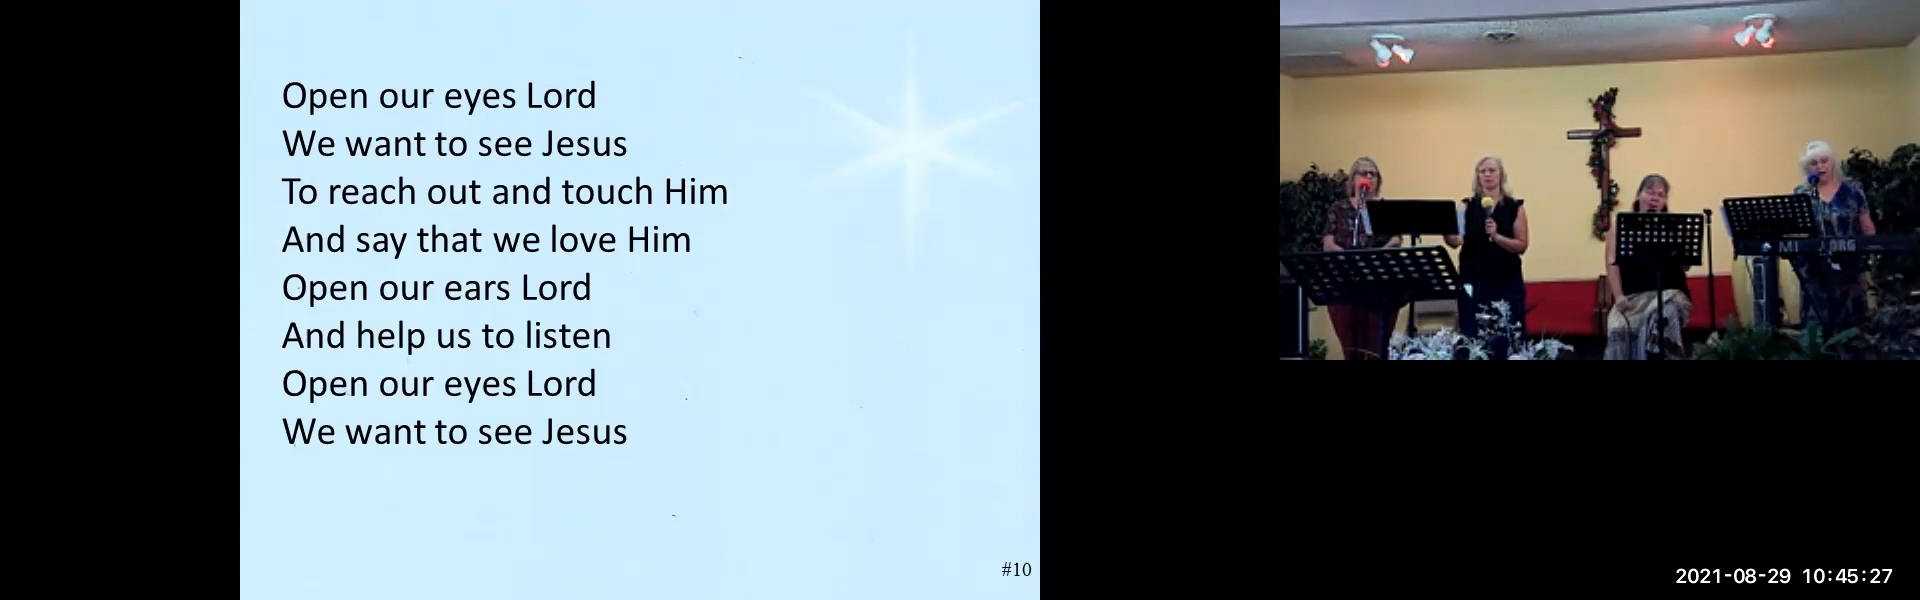 Open our eyes Lord
We want to see Jesus
To reach out and touch Him
And say that we love Him
Open our ears Lord
And help us to listen
Open our eyes Lord
We want to see Jesus
#10
2021-08-29 10:45:27